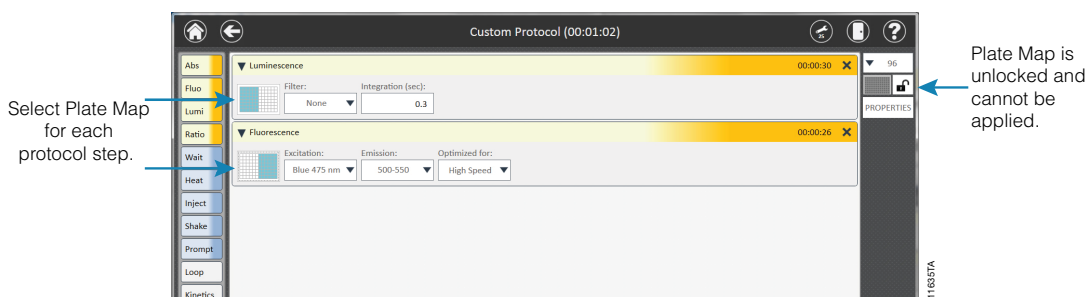 Custom Protocol (00:01:02)
25
?
Select Plate Map
for each
protocol step.
Abs
Fluo
Lumi
Ratio
Wait
Heat
Inject
Shake
Prompt
Loop
Kinetics
Luminescence 00:00:30 X
Filter: Integration (sec):
None 0.3
Fluorescence 00:00:26 X
Excitation: Emission: Optimized for:
Blue 475 nm 500-550 High Speed
96
PROPERTIES
Plate Map is
unlocked and
cannot be
applied.
11635TA